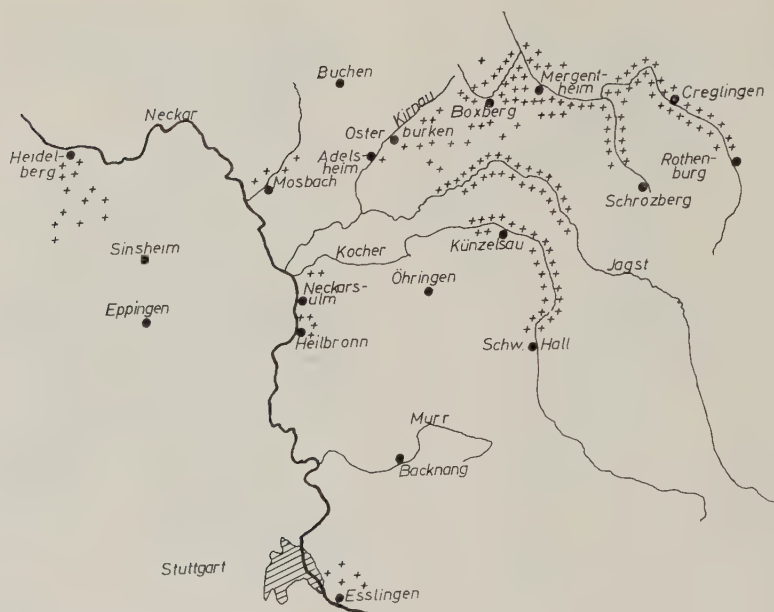 Buchen
Neckar
Kirnau
Mergent-
heim
Creglingen
Boxberg
Oster
burken
Heidel-
berg
Adels-
heim
Mosbach
Rothen-
burg
Schrozberg
Sinsheim
Kocher
Künzelsau
Jagst
Neckars-
ulm
Öhringen
Eppingen
Heilbronn
Schw.
Hall
Murr
Backnang
Stuttgart
Esslingen